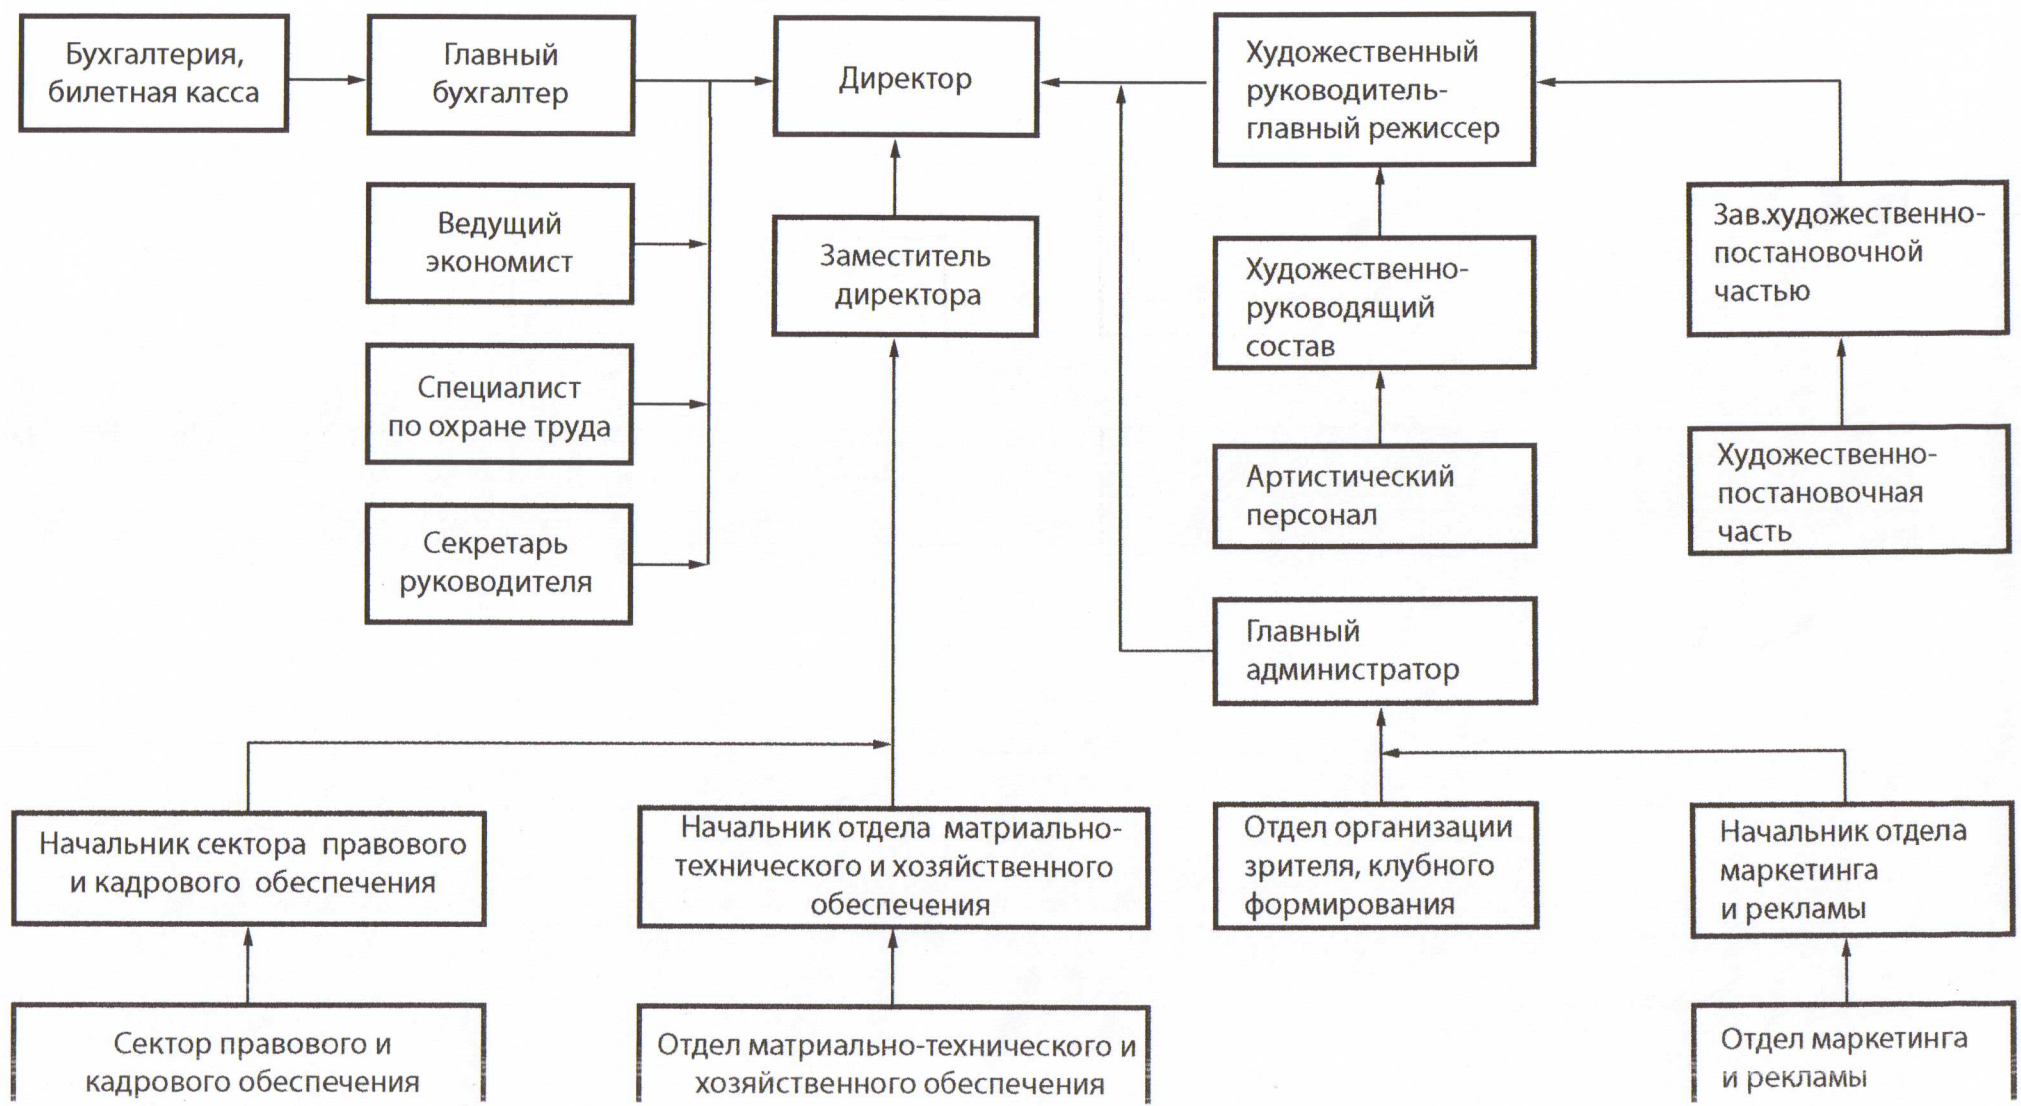 Бухгалтерия,
билетная касса
Главный
бухгалтер
Директор
Художественный
руководитель-
главный режиссер
Ведущий
экономист
Заместитель
директора
Художественно-
руководящий
состав
Зав.художественно-
постановочной
частью
Специалист
по охране труда
Артистический
персонал
Художественно-
постановочная
часть
Секретарь
руководителя
Главный
администратор
Начальник сектора правового
и кадрового обеспечения
Начальник отдела матриально-
технического и хозяйственного
обеспечения
Отдел организации
зрителя, клубного
формирования
Начальник отдела
маркетинга
и рекламы
Сектор правового и
кадрового обеспечения
Отдел матриально-технического и
хозяйственного обеспечения
Отдел маркетинга
и рекламы